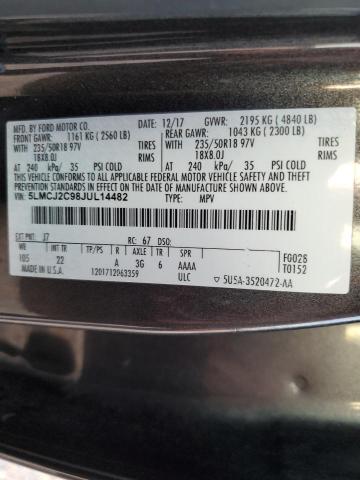 MFD. BY FORD MOTOR CO. 12/17 GVWR: 2195 KG ( 4840 LB)
FRONT GAWR: 1161 KG ( 2560 LB) REAR GAWR: 1043 KG ( 2300 LB)
WITH 235/50R18 97V TIRES WITH 235/50R18 97V TIRES
18X8.0J RIMS 18X8.0J RIMS
AT 240 kPa/ 35 PSI COLD AT 240 kPa/ 35 PSI COLD
THIS VEHICLE CONFORMS TO ALL APPLICABLE FEDERAL MOTOR VEHICLE SAFETY, BUMPER, AND THEFT PREVENTION STANDARDS IN EFFECT ON THE DATE OF MANUFACTURE SHOWN ABOVE.
VIN: 5LMCJ2C98JUL14482 TYPE: MPV
EXT PNT: J7 RC: 67 DSO:
WB INT TR TP/PS R AXLE TR SPR F0028
105 22 A 3G 6 AAAA T0152
MADE IN U.S.A. 1201712063359 ULC 5U5A-3520472-AA